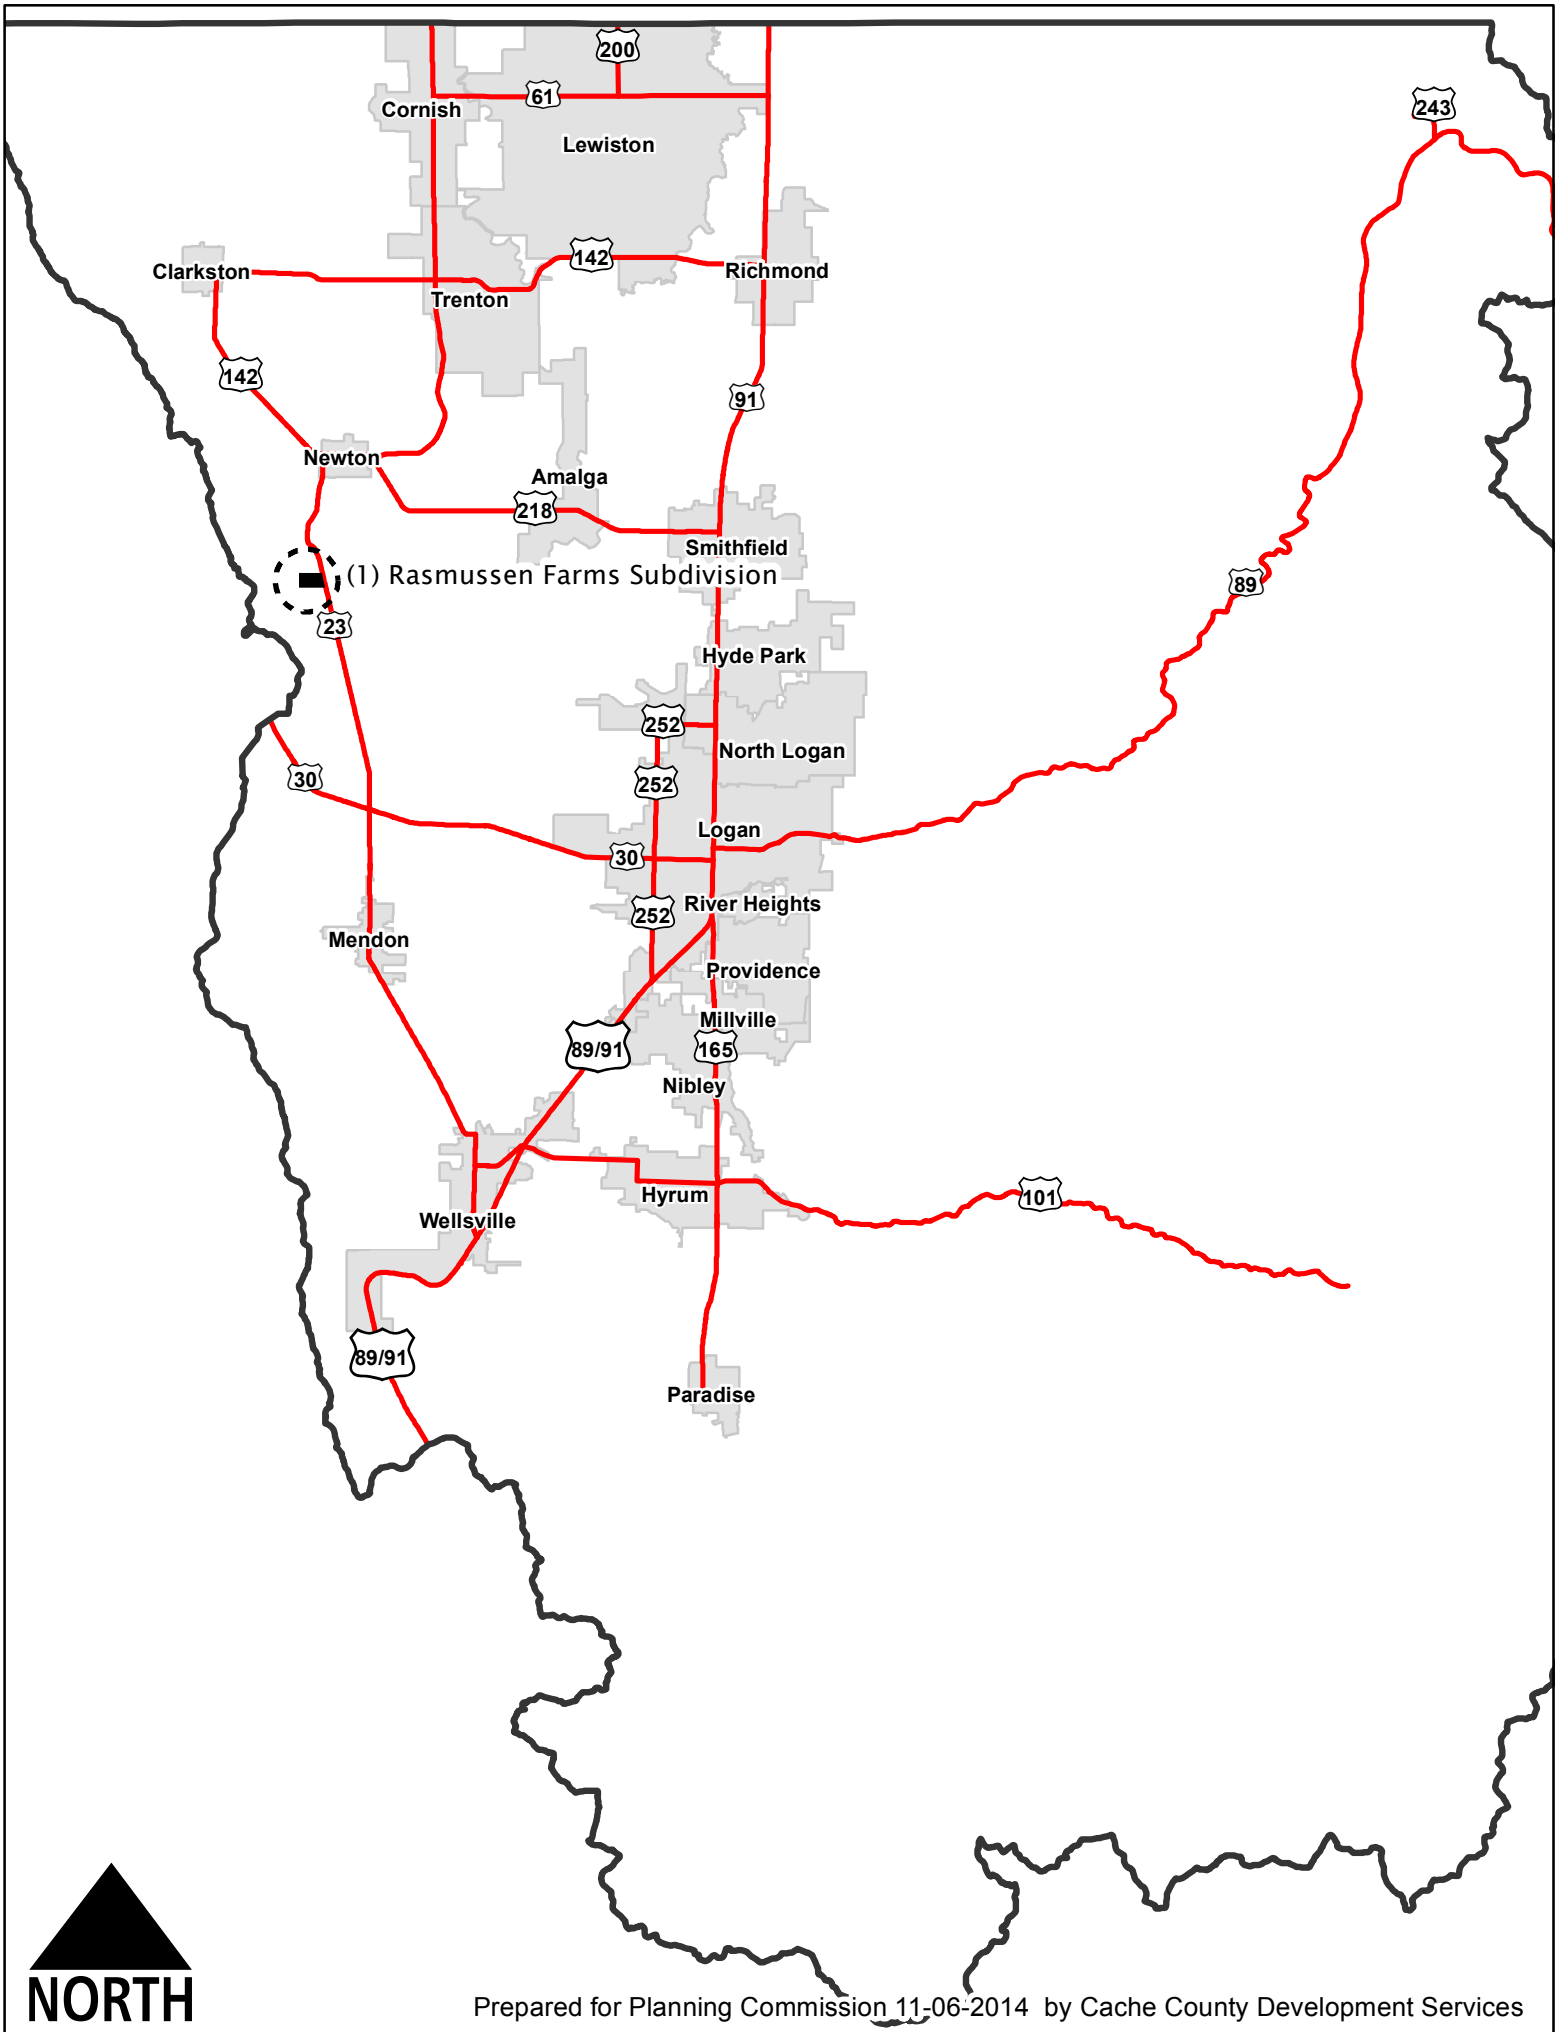 200
61
Cornish
243
Lewiston
142
Clarkston
Richmond
Trenton
142
91
Newton
Amalga
218
Smithfield
(1) Rasmussen Farms Subdivision
89
23
Hyde Park
252
North Logan
30
252
Logan
30
River Heights
252
Mendon
Providence
Millville
89/91
165
Nibley
Hyrum
101
Wellsville
89/91
Paradise
NORTH
Prepared for Planning Commission 11-06-2014 by Cache County Development Services